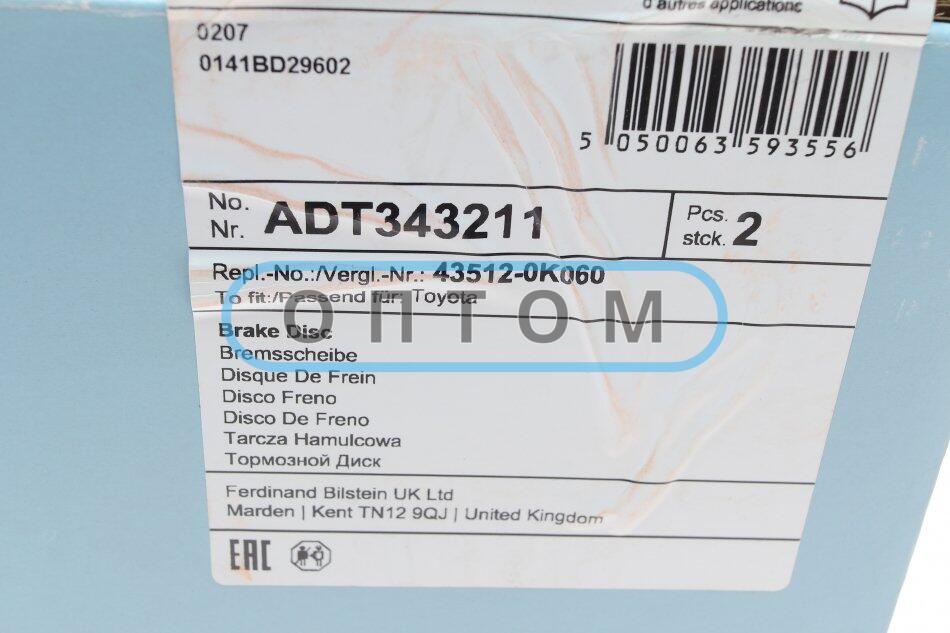 d'autres applications
0207
0141BD29602
5 050063 593556
No.
Nr. ADT343211
Pcs.
stck. 2
Repl.-No.:/Vergl.-Nr.: 43512-0K060
To fit:/Passend für: Toyota
ОПТОМ
Brake Disc
Bremsscheibe
Disque De Frein
Disco Freno
Disco De Freno
Tarcza Hamulcowa
Тормозной Диск
Ferdinand Bilstein UK Ltd
Marden | Kent TN12 9QJ | United Kingdom
EAC